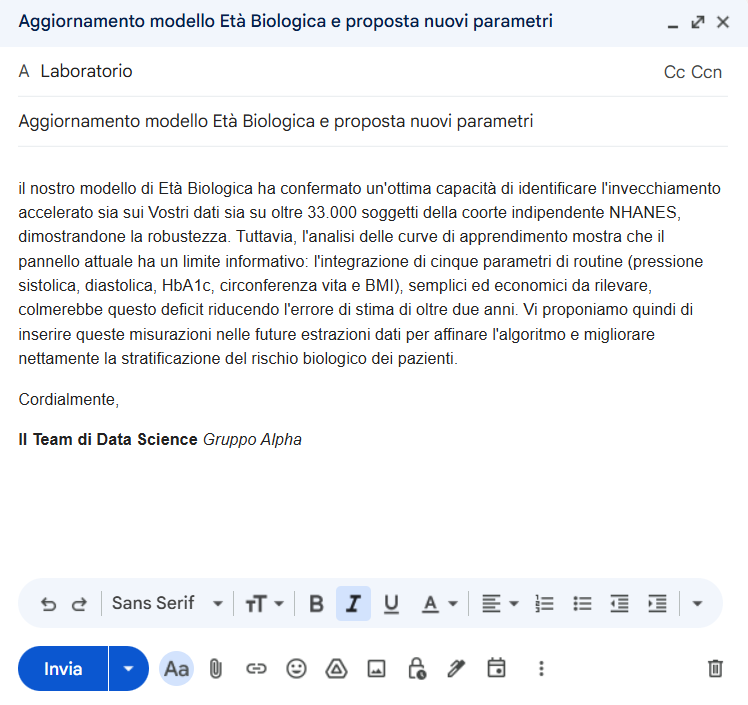 Aggiornamento modello Età Biologica e proposta nuovi parametri
A Laboratorio Cc Ccn
Aggiornamento modello Età Biologica e proposta nuovi parametri
il nostro modello di Età Biologica ha confermato un'ottima capacità di identificare l'invecchiamento
accelerato sia sui Vostri dati sia su oltre 33.000 soggetti della coorte indipendente NHANES,
dimostrandone la robustezza. Tuttavia, l'analisi delle curve di apprendimento mostra che il
pannello attuale ha un limite informativo: l'integrazione di cinque parametri di routine (pressione
sistolica, diastolica, HbA1c, circonferenza vita e BMI), semplici ed economici da rilevare,
colmerebbe questo deficit riducendo l'errore di stima di oltre due anni. Vi proponiamo quindi di
inserire queste misurazioni nelle future estrazioni dati per affinare l'algoritmo e migliorare
nettamente la stratificazione del rischio biologico dei pazienti.
Cordialmente,
Il Team di Data Science Gruppo Alpha
Sans Serif TT B I U A
Invia Aa